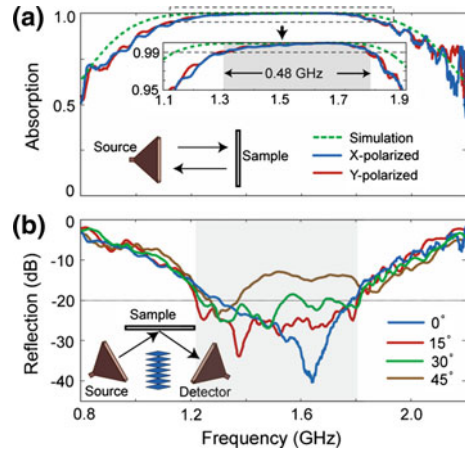 (a)
1.0
0.5
0
Absorption
0.99
0.95
0.48 GHz
1.1 1.3 1.5 1.7 1.9
Source
Sample
Simulation
X-polarized
Y-polarized
(b)
0
-10
-20
-30
-40
Reflection (dB)
Sample
Source
Detector
0°
15°
30°
45°
0.8 1.2 1.6 2.0
Frequency (GHz)